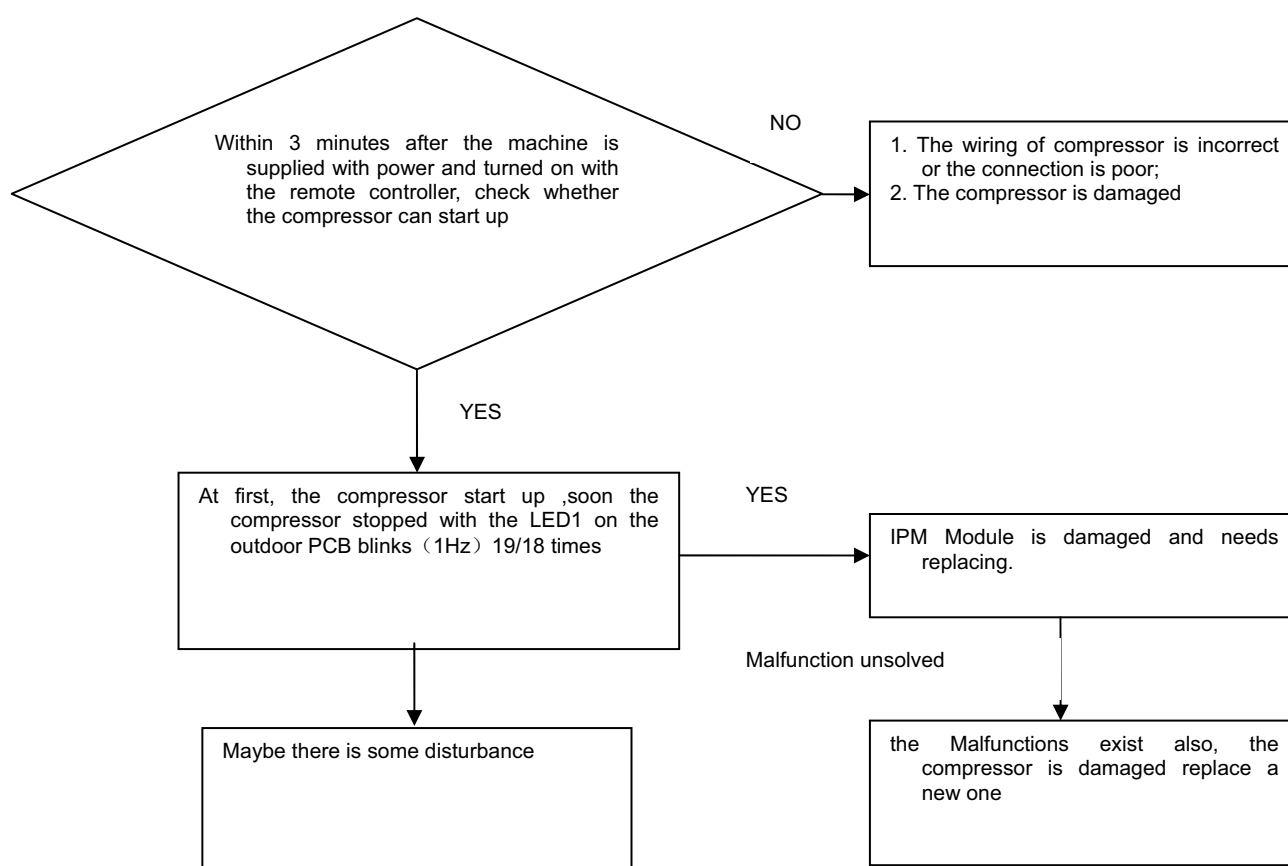 Within 3 minutes after the machine is
supplied with power and turned on with
the remote controller, check whether
the compressor can start up
NO
1. The wiring of compressor is incorrect
or the connection is poor;
2. The compressor is damaged
YES
At first, the compressor start up ,soon the
compressor stopped with the LED1 on the
outdoor PCB blinks（1Hz）19/18 times
YES
IPM Module is damaged and needs
replacing.
Malfunction unsolved
Maybe there is some disturbance
the Malfunctions exist also, the
compressor is damaged replace a
new one